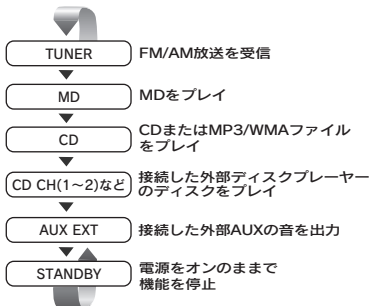 TUNER FM/AM放送を受信
MD MDをプレイ
CD CDまたはMP3/WMAファイル
をプレイ
CD CH(1～2)など 接続した外部ディスクプレーヤー
のディスクをプレイ
AUX EXT 接続した外部AUXの音を出力
STANDBY 電源をオンのままで
機能を停止